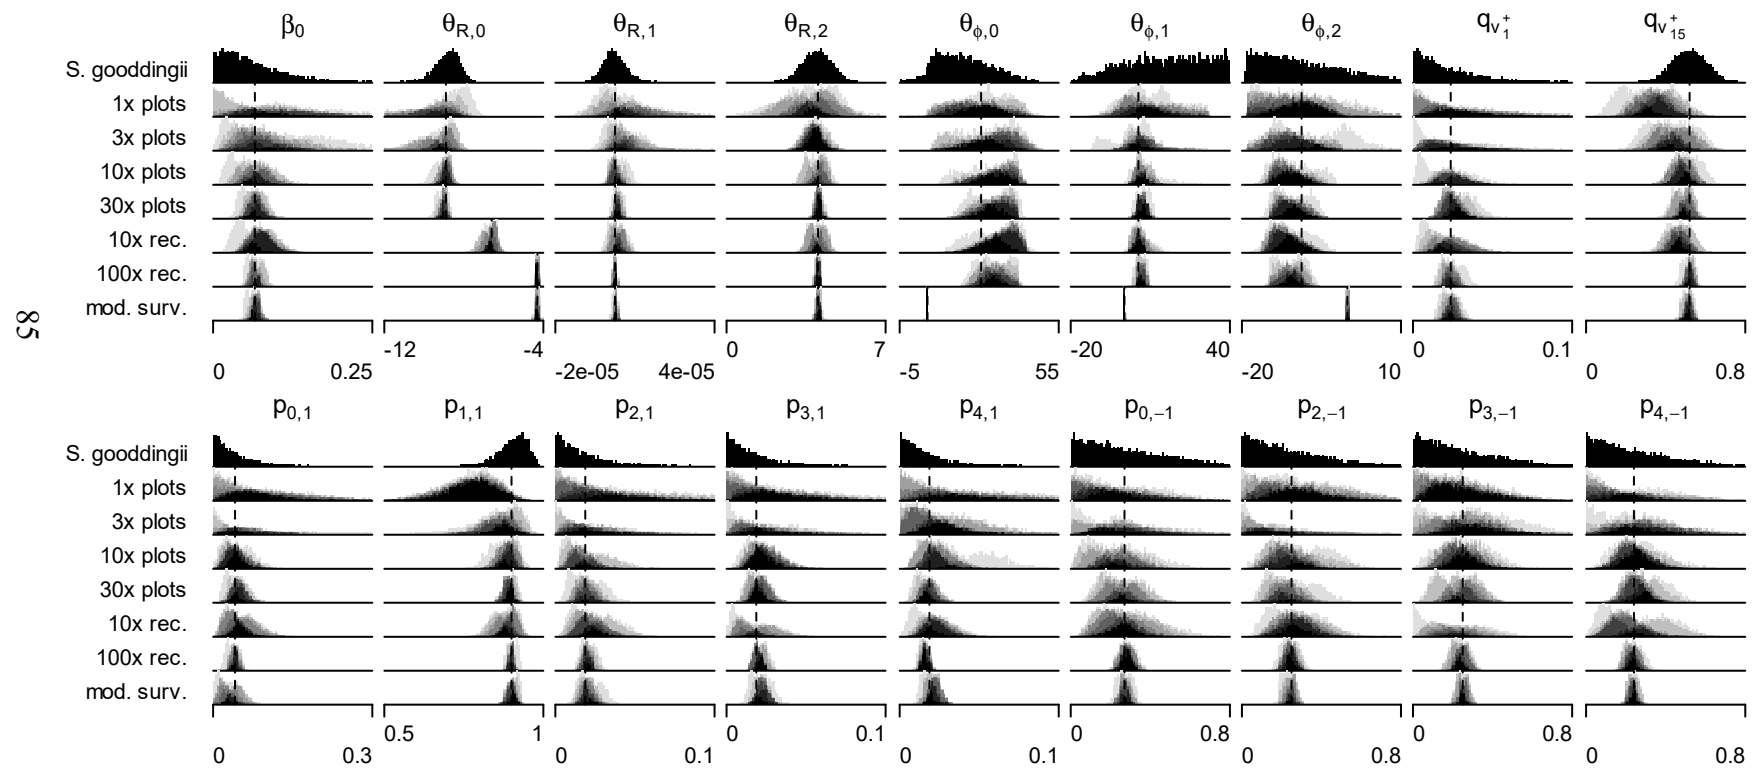 β0 θR,0 θR,1 θR,2 θϕ,0 θϕ,1 θϕ,2 qv1+ qv15+
S. gooddingii
1x plots
3x plots
10x plots
30x plots
10x rec.
100x rec.
mod. surv.
-12 -4 0 7 -20 40 0 0.1
0 0.25 -2e-05 4e-05 -5 55 -20 10 0 0.8
p0,1 p1,1 p2,1 p3,1 p4,1 p0,−1 p2,−1 p3,−1 p4,−1
S. gooddingii
1x plots
3x plots
10x plots
30x plots
10x rec.
100x rec.
mod. surv.
0.5 1 0 0.1 0 0.8 0 0.8
0 0.3 0 0.1 0 0.1 0 0.8 0 0.8
85